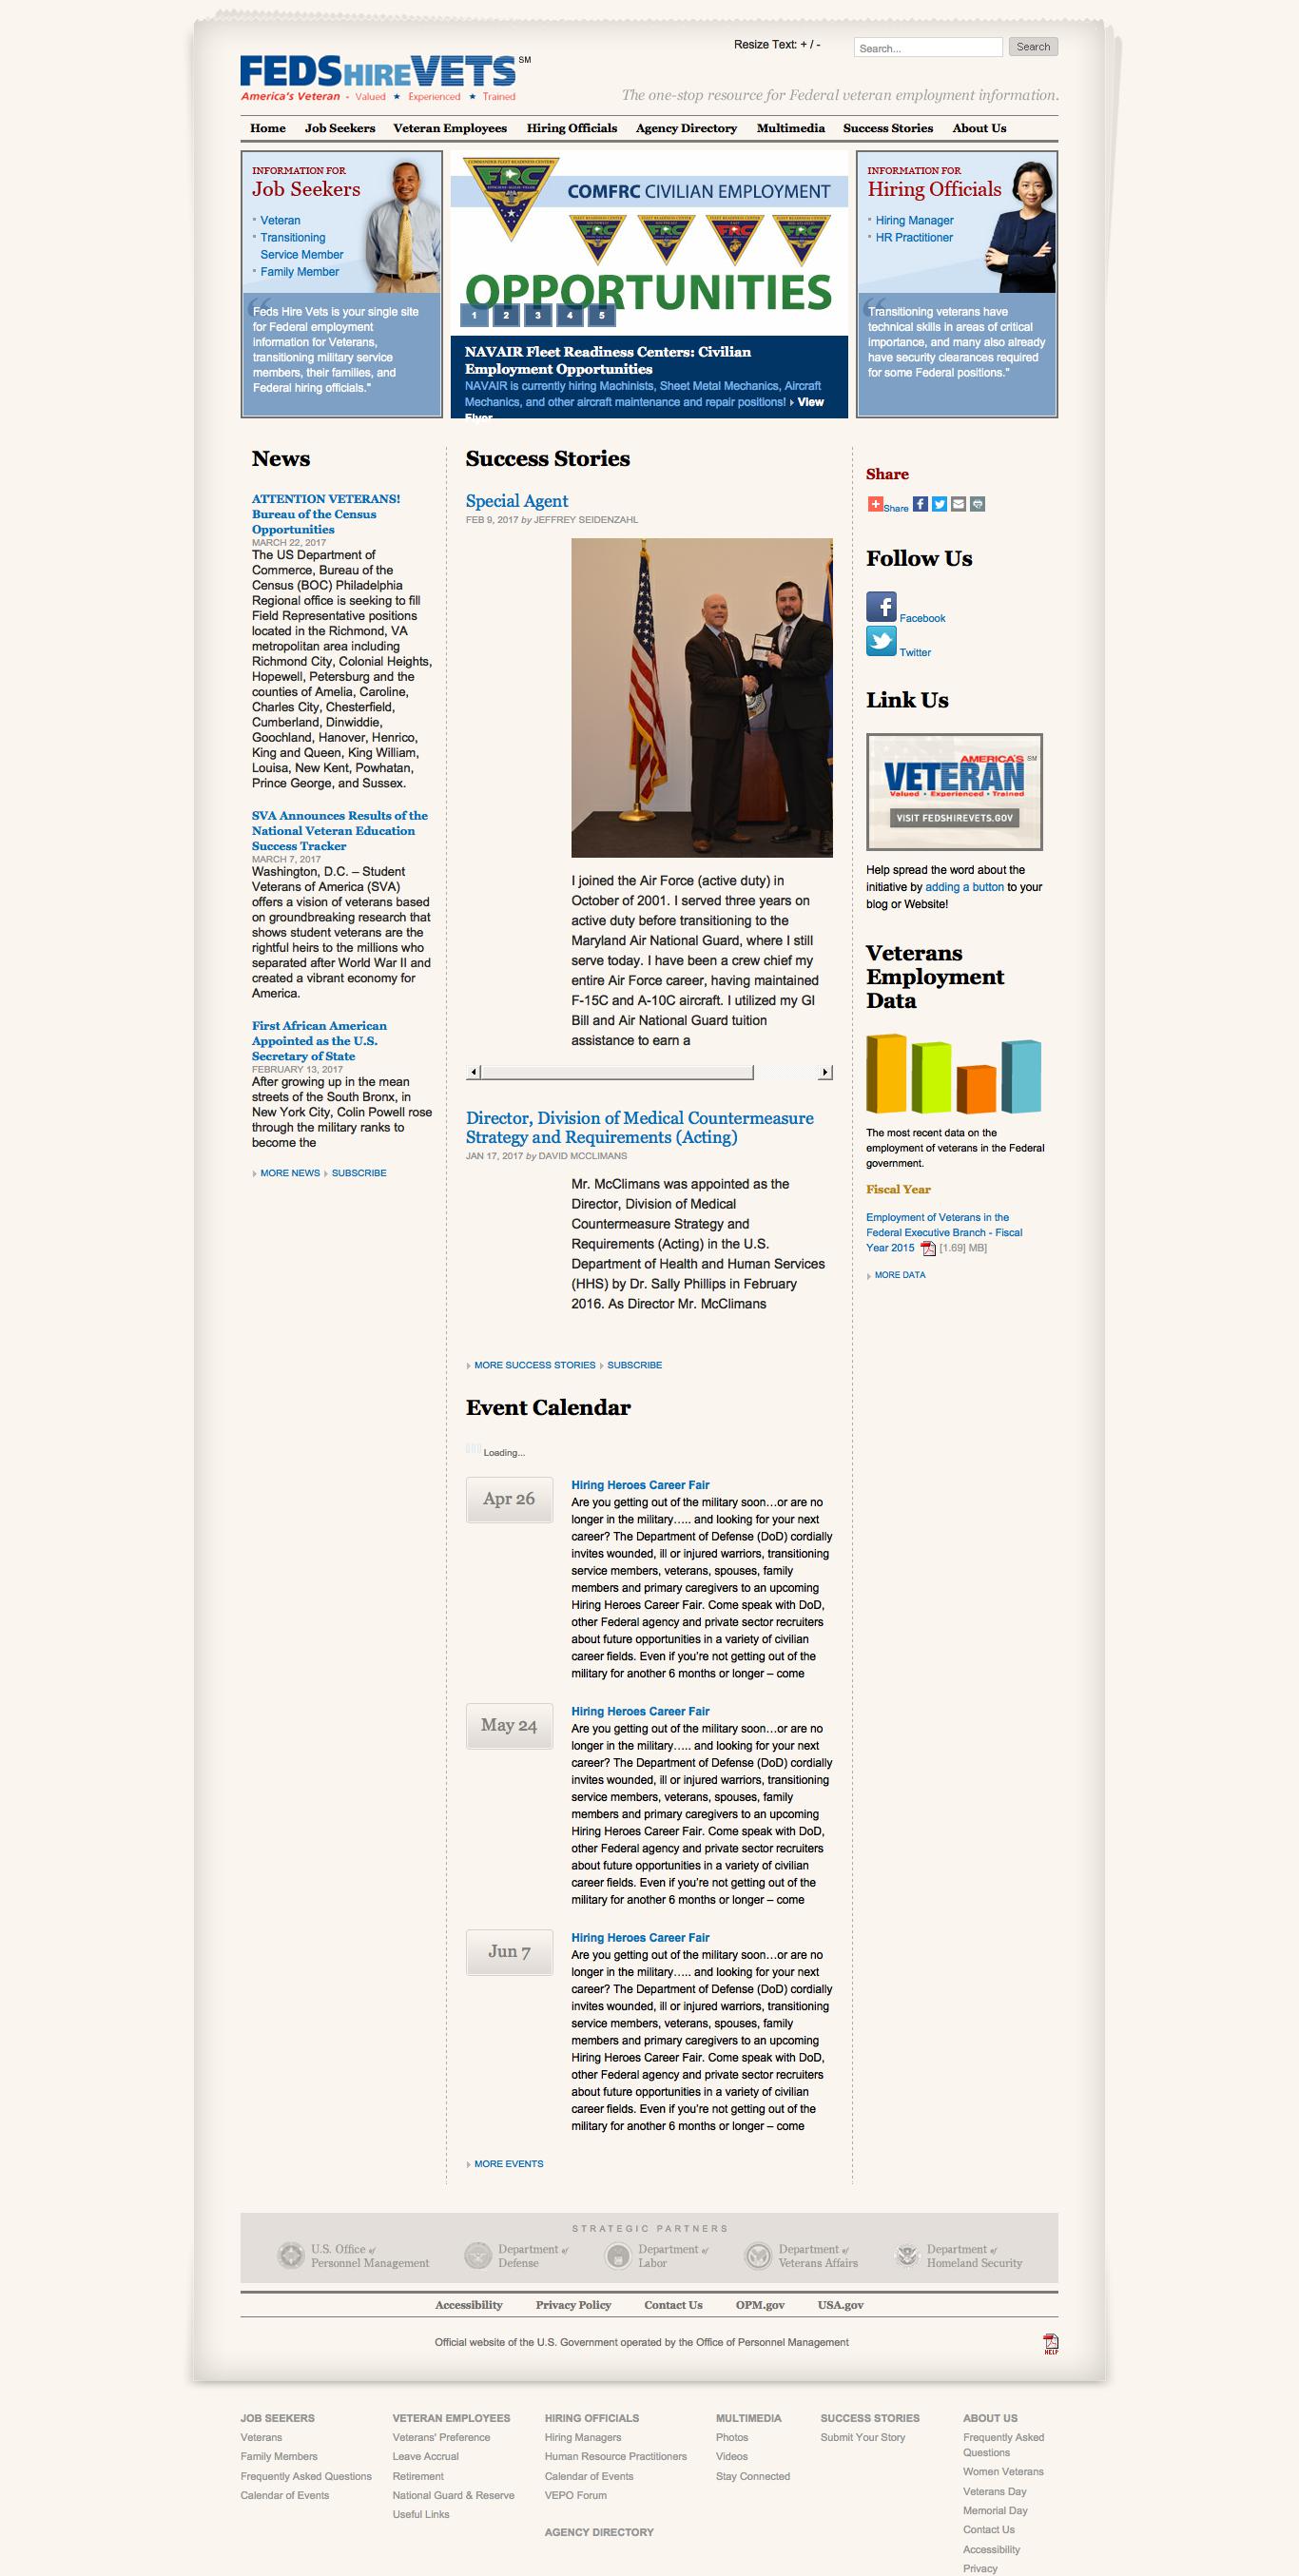 Resize Text: + / -
Search...
Search
FEDSHIREVETS SM
America's Veteran • Valued ★ Experienced ★ Trained
The one-stop resource for Federal veteran employment information.
Home Job Seekers Veteran Employees Hiring Officials Agency Directory Multimedia Success Stories About Us
INFORMATION FOR
Job Seekers
Veteran
Transitioning
Service Member
Family Member
Feds Hire Vets is your single site
for Federal employment
information for Veterans,
transitioning military service
members, their families, and
Federal hiring officials."
COMMANDER FLEET READINESS CENTERS
FRC
COMFRC CIVILIAN EMPLOYMENT
FRC FRC FRC FRC
OPPORTUNITIES
1 2 3 4 5
NAVAIR Fleet Readiness Centers: Civilian
Employment Opportunities
NAVAIR is currently hiring Machinists, Sheet Metal Mechanics, Aircraft
Mechanics, and other aircraft maintenance and repair positions! View
Flyer
INFORMATION FOR
Hiring Officials
Hiring Manager
HR Practitioner
Transitioning veterans have
technical skills in areas of critical
importance, and many also already
have security clearances required
for some Federal positions."
News
ATTENTION VETERANS!
Bureau of the Census
Opportunities
MARCH 22, 2017
The US Department of
Commerce, Bureau of the
Census (BOC) Philadelphia
Regional office is seeking to fill
Field Representative positions
located in the Richmond, VA
metropolitan area including
Richmond City, Colonial Heights,
Hopewell, Petersburg and the
counties of Amelia, Caroline,
Charles City, Chesterfield,
Cumberland, Dinwiddie,
Goochland, Hanover, Henrico,
King and Queen, King William,
Louisa, New Kent, Powhatan,
Prince George, and Sussex.
SVA Announces Results of the
National Veteran Education
Success Tracker
MARCH 7, 2017
Washington, D.C. – Student
Veterans of America (SVA)
offers a vision of veterans based
on groundbreaking research that
shows student veterans are the
rightful heirs to the millions who
separated after World War II and
created a vibrant economy for
America.
First African American
Appointed as the U.S.
Secretary of State
FEBRUARY 13, 2017
After growing up in the mean
streets of the South Bronx, in
New York City, Colin Powell rose
through the military ranks to
become the
MORE NEWS SUBSCRIBE
Success Stories
Special Agent
FEB 9, 2017 by JEFFREY SEIDENZAHL
I joined the Air Force (active duty) in
October of 2001. I served three years on
active duty before transitioning to the
Maryland Air National Guard, where I still
serve today. I have been a crew chief my
entire Air Force career, having maintained
F-15C and A-10C aircraft. I utilized my GI
Bill and Air National Guard tuition
assistance to earn a
Director, Division of Medical Countermeasure
Strategy and Requirements (Acting)
JAN 17, 2017 by DAVID MCCLIMANS
Mr. McClimans was appointed as the
Director, Division of Medical
Countermeasure Strategy and
Requirements (Acting) in the U.S.
Department of Health and Human Services
(HHS) by Dr. Sally Phillips in February
2016. As Director Mr. McClimans
MORE SUCCESS STORIES SUBSCRIBE
Event Calendar
Loading...
Apr 26
Hiring Heroes Career Fair
Are you getting out of the military soon…or are no
longer in the military….. and looking for your next
career? The Department of Defense (DoD) cordially
invites wounded, ill or injured warriors, transitioning
service members, veterans, spouses, family
members and primary caregivers to an upcoming
Hiring Heroes Career Fair. Come speak with DoD,
other Federal agency and private sector recruiters
about future opportunities in a variety of civilian
career fields. Even if you're not getting out of the
military for another 6 months or longer – come
May 24
Hiring Heroes Career Fair
Are you getting out of the military soon…or are no
longer in the military….. and looking for your next
career? The Department of Defense (DoD) cordially
invites wounded, ill or injured warriors, transitioning
service members, veterans, spouses, family
members and primary caregivers to an upcoming
Hiring Heroes Career Fair. Come speak with DoD,
other Federal agency and private sector recruiters
about future opportunities in a variety of civilian
career fields. Even if you're not getting out of the
military for another 6 months or longer – come
Jun 7
Hiring Heroes Career Fair
Are you getting out of the military soon…or are no
longer in the military….. and looking for your next
career? The Department of Defense (DoD) cordially
invites wounded, ill or injured warriors, transitioning
service members, veterans, spouses, family
members and primary caregivers to an upcoming
Hiring Heroes Career Fair. Come speak with DoD,
other Federal agency and private sector recruiters
about future opportunities in a variety of civilian
career fields. Even if you're not getting out of the
military for another 6 months or longer – come
MORE EVENTS
Share
Share
Follow Us
Facebook
Twitter
Link Us
AMERICA'S SM
VETERAN
Valued • Experienced • Trained
VISIT FEDSHIREVETS.GOV
Help spread the word about the
initiative by adding a button to your
blog or Website!
Veterans
Employment
Data
The most recent data on the
employment of veterans in the Federal
government.
Fiscal Year
Employment of Veterans in the
Federal Executive Branch - Fiscal
Year 2015 [1.69] MB]
MORE DATA
STRATEGIC PARTNERS
U.S. Office of
Personnel Management
Department of
Defense
Department of
Labor
Department of
Veterans Affairs
Department of
Homeland Security
Accessibility Privacy Policy Contact Us OPM.gov USA.gov
Official website of the U.S. Government operated by the Office of Personnel Management
HELP
JOB SEEKERS
Veterans
Family Members
Frequently Asked Questions
Calendar of Events
VETERAN EMPLOYEES
Veterans' Preference
Leave Accrual
Retirement
National Guard & Reserve
Useful Links
HIRING OFFICIALS
Hiring Managers
Human Resource Practitioners
Calendar of Events
VEPO Forum
AGENCY DIRECTORY
MULTIMEDIA
Photos
Videos
Stay Connected
SUCCESS STORIES
Submit Your Story
ABOUT US
Frequently Asked
Questions
Women Veterans
Veterans Day
Memorial Day
Contact Us
Accessibility
Privacy